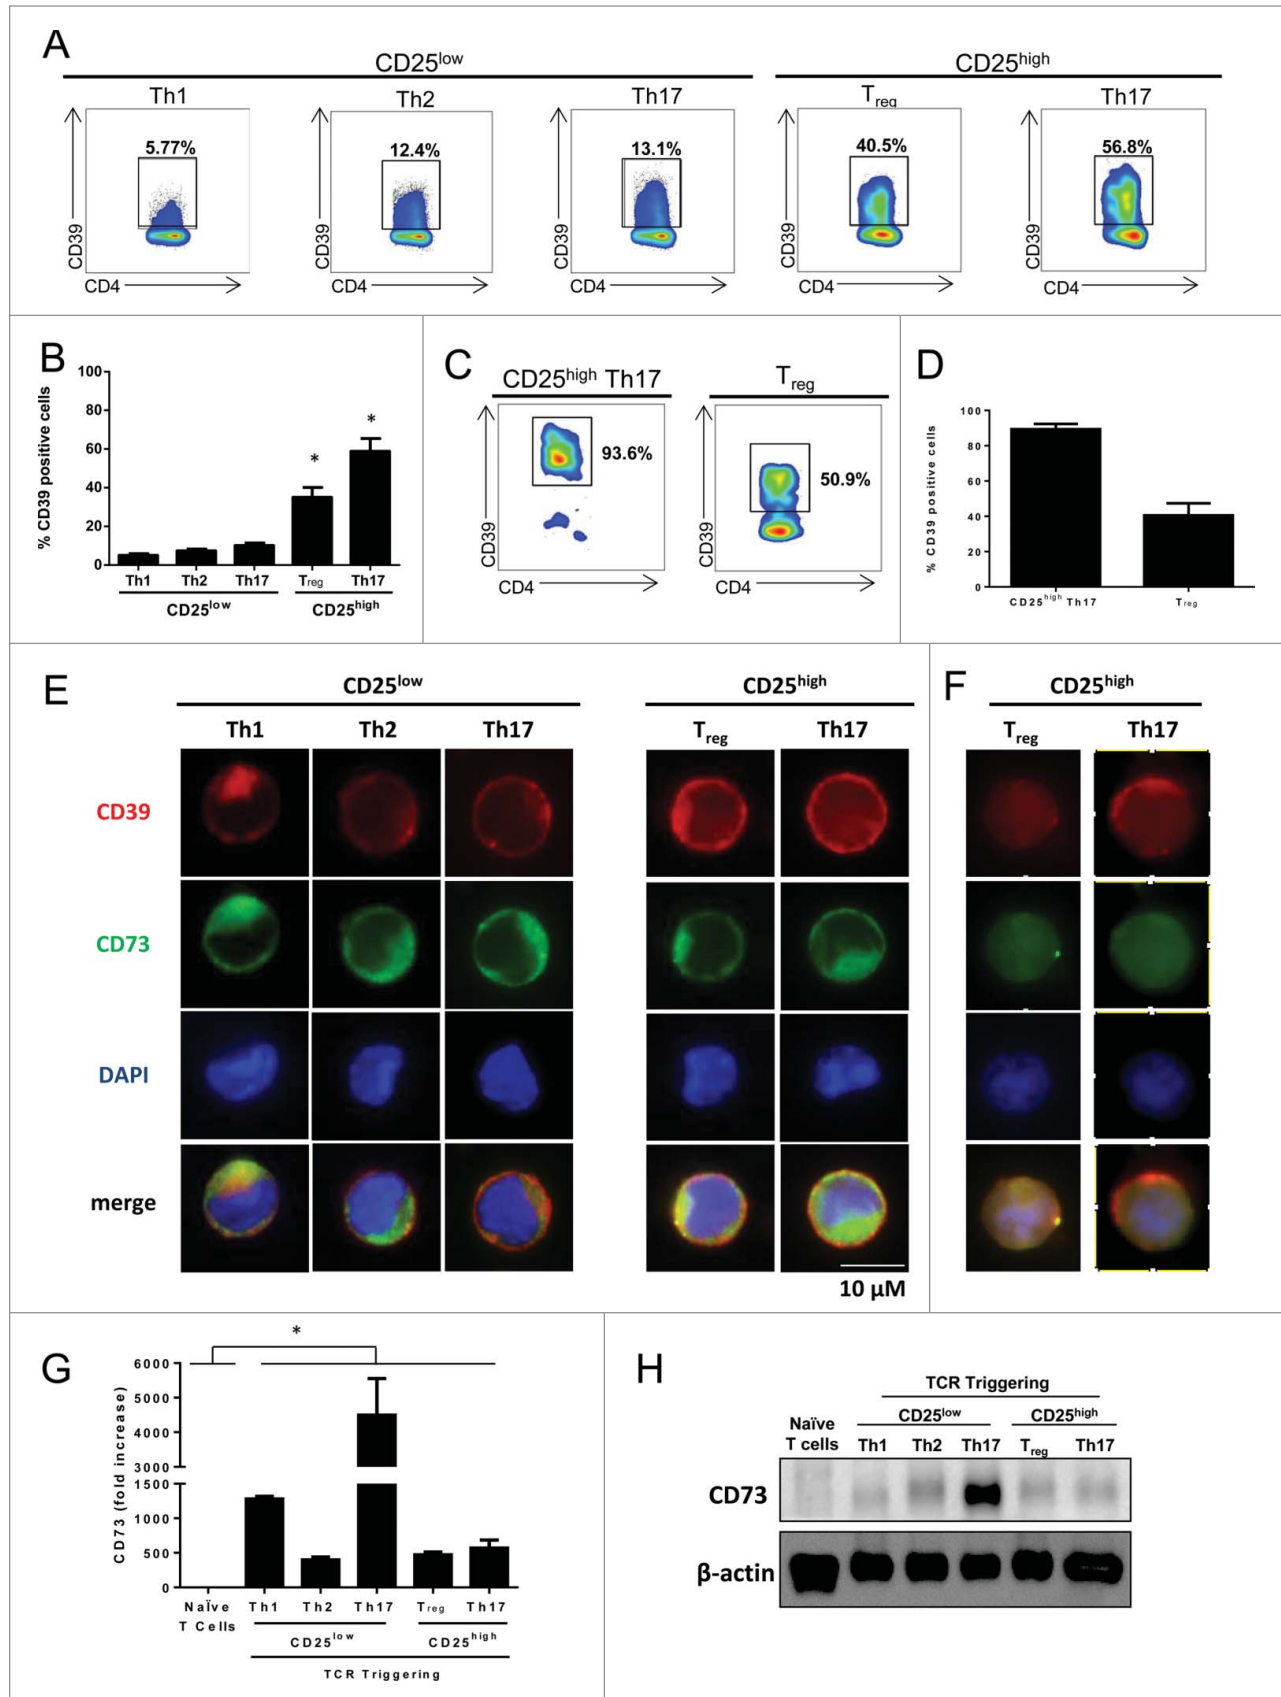 A
CD25low CD25high
Th1 Th2 Th17 Treg Th17
5.77% 12.4% 13.1% 40.5% 56.8%
CD39 CD39 CD39 CD39 CD39
CD4 CD4 CD4 CD4 CD4
B
% CD39 positive cells
100
80
60
40
20
0
* *
Th1 Th2 Th17 Treg Th17
CD25low CD25high
C
CD25high Th17 Treg
93.6% 50.9%
CD39 CD39
CD4 CD4
D
% CD39 positive cells
100
80
60
40
20
0
CD25high Th17 Treg
E
CD25low CD25high
Th1 Th2 Th17 Treg Th17
CD39
CD73
DAPI
merge
10 µM
F
CD25high
Treg Th17
G
*
CD73 (fold increase)
6000
5000
4000
3000
1500
1000
500
0
Naïve Th1 Th2 Th17 Treg Th17
T Cells
CD25low CD25high
TCR Triggering
H
TCR Triggering
CD25low CD25high
Naïve
T cells Th1 Th2 Th17 Treg Th17
CD73
β-actin